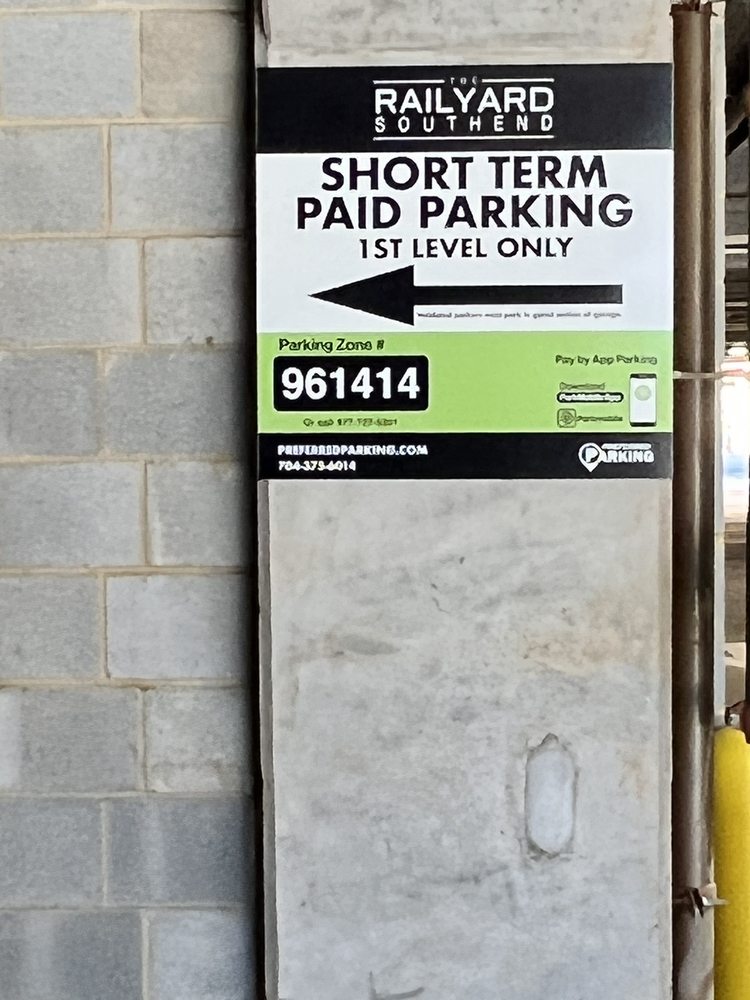 THE
RAILYARD
SOUTHEND
SHORT TERM
PAID PARKING
1ST LEVEL ONLY
Parking Zone #
961414
Pay by App Parking
PREFERREDPARKING.COM
704-375-6014
PARKING